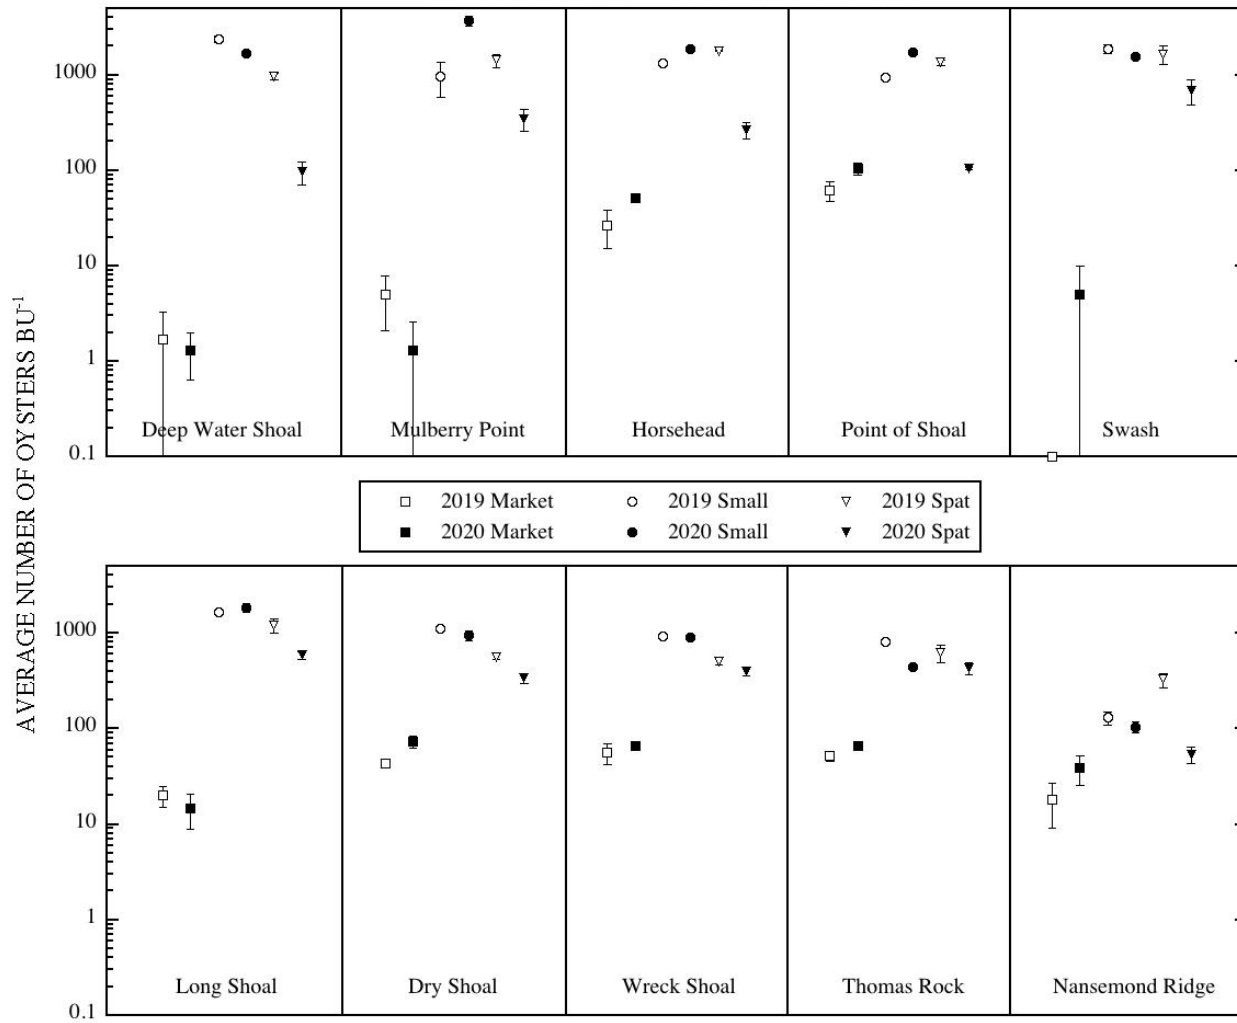 AVERAGE NUMBER OF OYSTERS BU-1
1000
100
10
1
0.1
Deep Water Shoal
Mulberry Point
Horsehead
Point of Shoal
Swash
2019 Market
2019 Small
2019 Spat
2020 Market
2020 Small
2020 Spat
1000
100
10
1
0.1
Long Shoal
Dry Shoal
Wreck Shoal
Thomas Rock
Nansemond Ridge